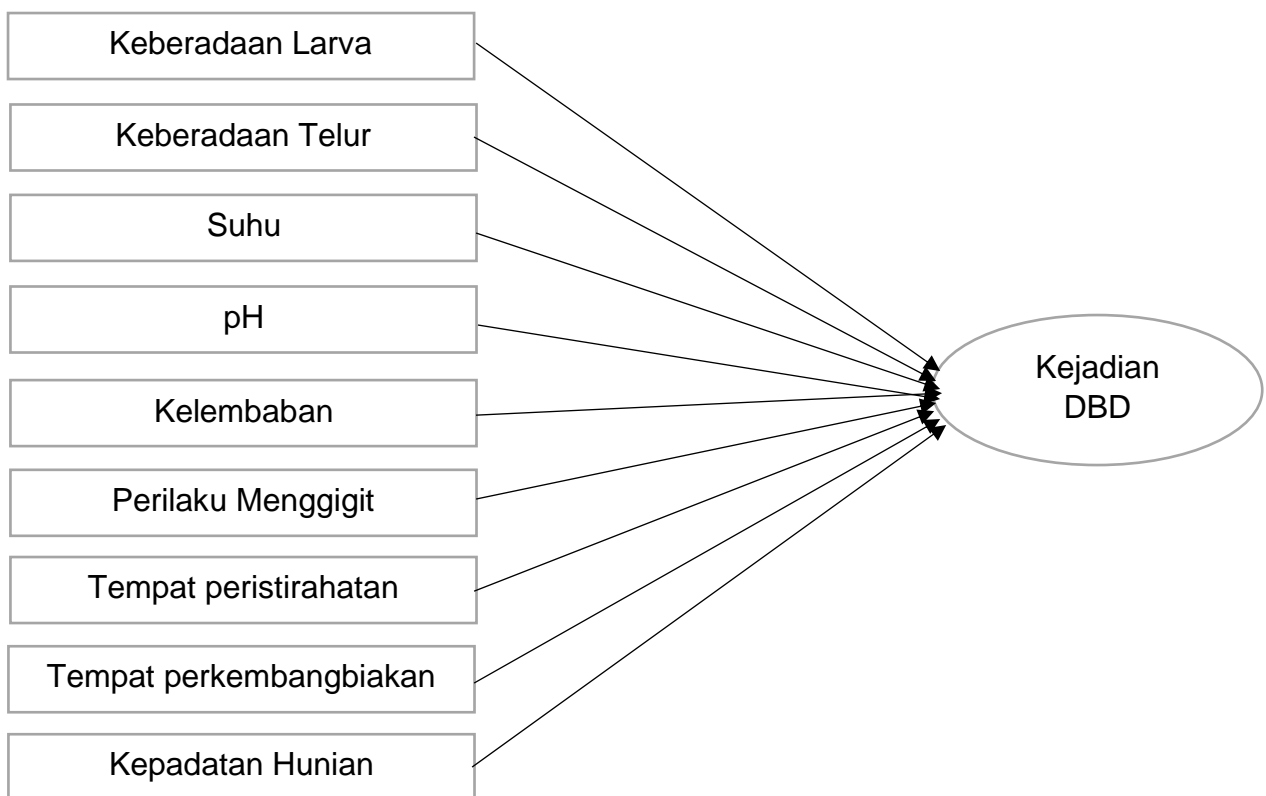 Keberadaan Larva
Keberadaan Telur
Suhu
pH
Kelembaban
Perilaku Menggigit
Tempat peristirahatan
Tempat perkembangbiakan
Kepadatan Hunian
Kejadian
DBD